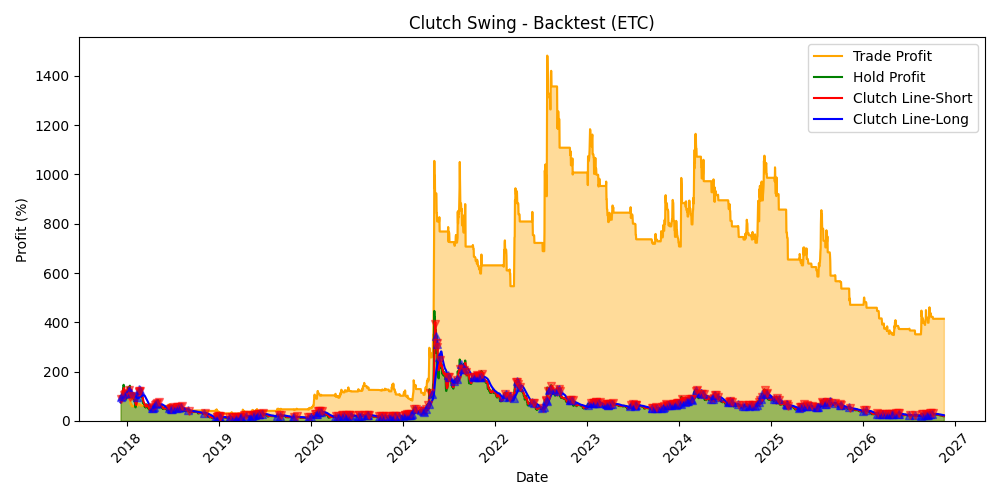 Clutch Swing - Backtest (ETC)
Trade Profit
Hold Profit
Clutch Line-Short
Clutch Line-Long
Profit (%)
1400
1200
1000
800
600
400
200
0
2018
2019
2020
2021
2022
2023
2024
2025
2026
2027
Date